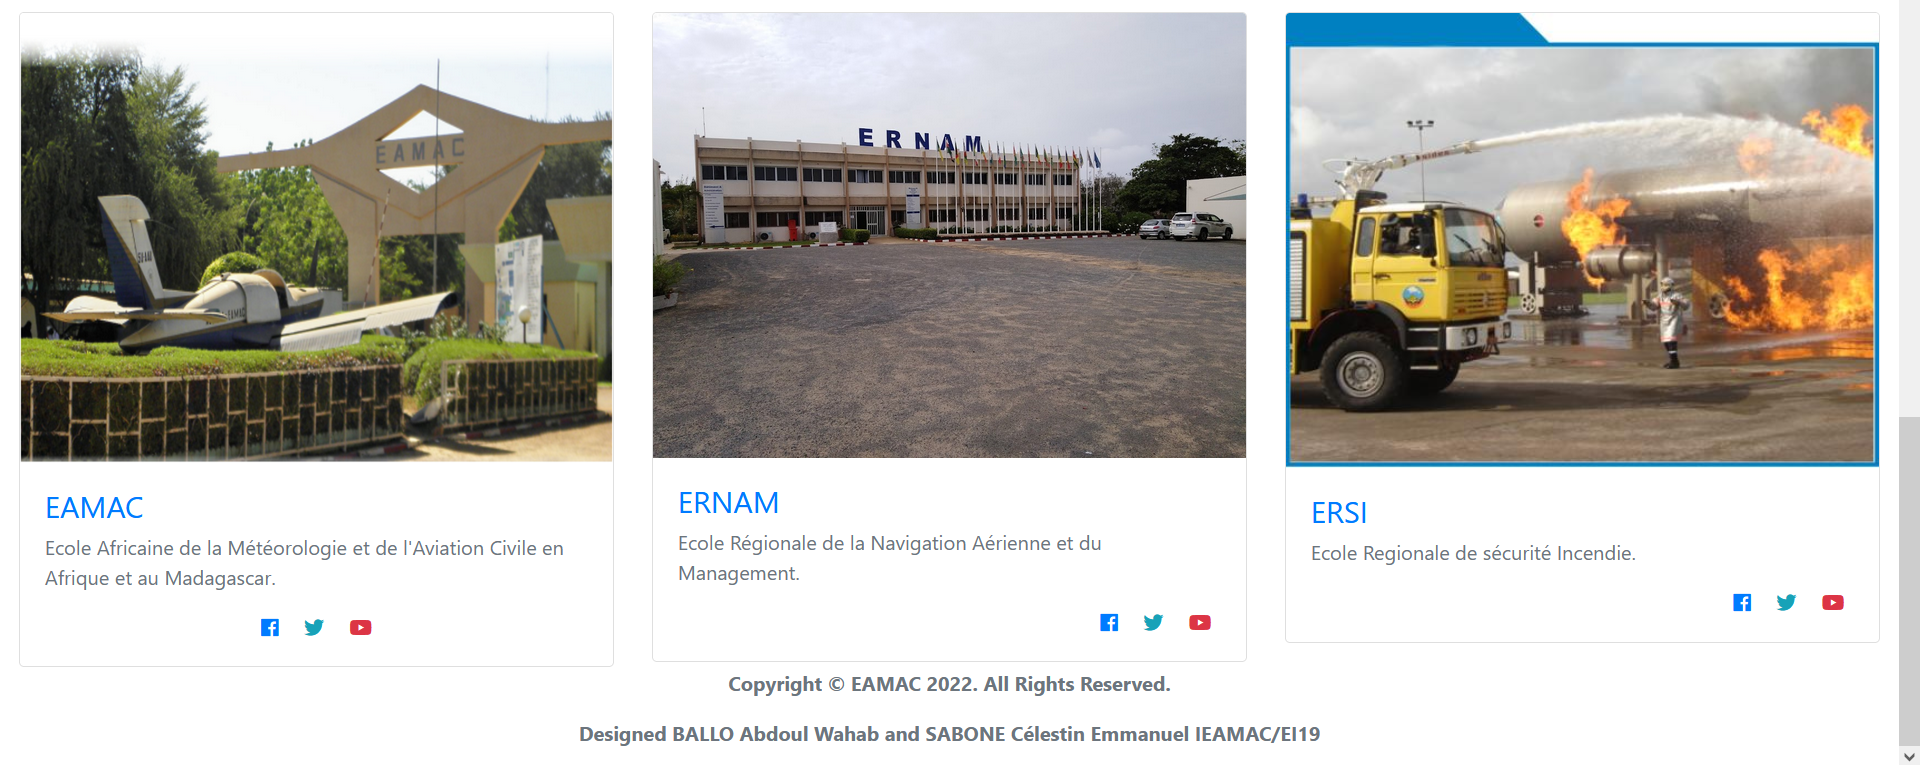 EAMAC
ERNAM
Sides
EAMAC
Ecole Africaine de la Météorologie et de l'Aviation Civile en
Afrique et au Madagascar.
ERNAM
Ecole Régionale de la Navigation Aérienne et du
Management.
ERSI
Ecole Regionale de sécurité Incendie.
Copyright © EAMAC 2022. All Rights Reserved.
Designed BALLO Abdoul Wahab and SABONE Célestin Emmanuel IEAMAC/EI19